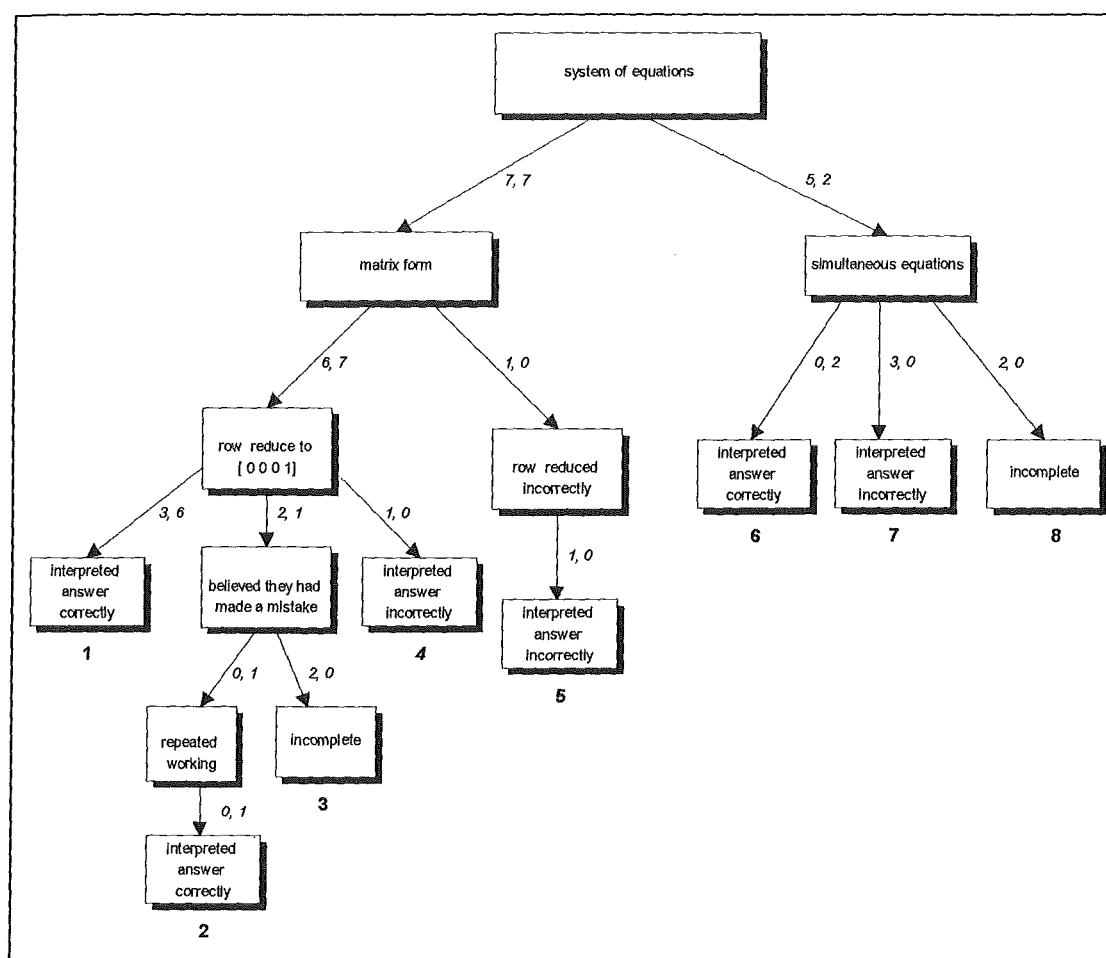 system of equations
7, 7
5, 2
matrix form
simultaneous equations
6, 7
1, 0
0, 2
3, 0
2, 0
row reduce to
[ 0 0 0 1]
row reduced
incorrectly
interpreted
answer
correctly
6
interpreted
answer
incorrectly
7
incomplete
8
3, 6
2, 1
1, 0
1, 0
interpreted
answer
correctly
1
believed they had
made a mistake
interpreted
answer
incorrectly
4
interpreted
answer
incorrectly
5
0, 1
2, 0
repeated
working
incomplete
3
0, 1
interpreted
answer
correctly
2